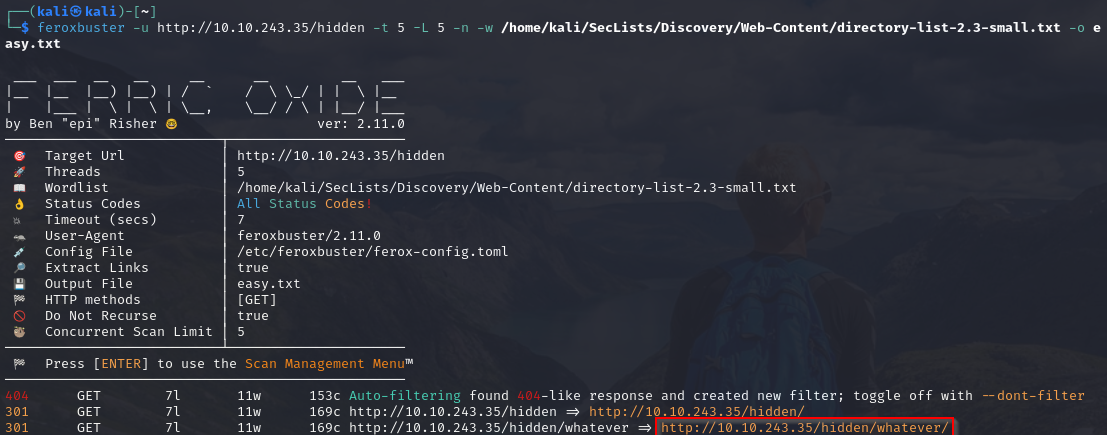 ┌──(kali㉿kali)-[~]
└─$ feroxbuster -u http://10.10.243.35/hidden -t 5 -L 5 -n -w /home/kali/SecLists/Discovery/Web-Content/directory-list-2.3-small.txt -o e
asy.txt
FERRIC OXIDE
by Ben "epi" Risher 🤓 ver: 2.11.0
🎯 Target Url │ http://10.10.243.35/hidden
🚀 Threads │ 5
📖 Wordlist │ /home/kali/SecLists/Discovery/Web-Content/directory-list-2.3-small.txt
👌 Status Codes │ All Status Codes!
💥 Timeout (secs) │ 7
🦡 User-Agent │ feroxbuster/2.11.0
💉 Config File │ /etc/feroxbuster/ferox-config.toml
🔎 Extract Links │ true
💾 Output File │ easy.txt
🏁 HTTP methods │ [GET]
🚫 Do Not Recurse │ true
🦥 Concurrent Scan Limit │ 5
🏁 Press [ENTER] to use the Scan Management Menu™
404 GET 7l 11w 153c Auto-filtering found 404-like response and created new filter; toggle off with --dont-filter
301 GET 7l 11w 169c http://10.10.243.35/hidden => http://10.10.243.35/hidden/
301 GET 7l 11w 169c http://10.10.243.35/hidden/whatever => http://10.10.243.35/hidden/whatever/